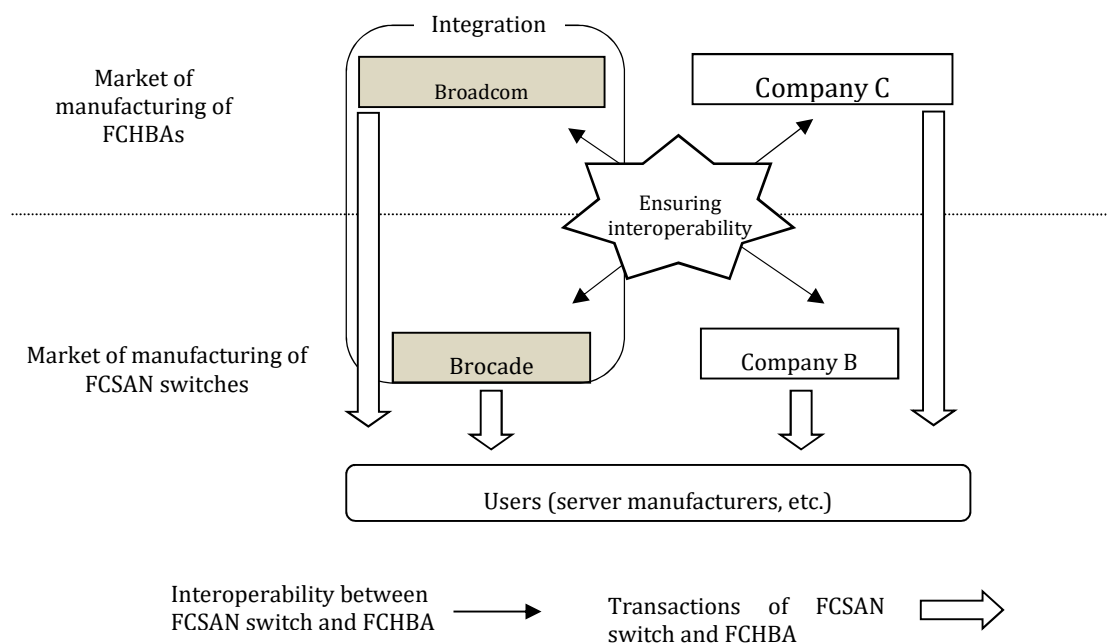 Integration
Market of
manufacturing of
FCHBAs
Broadcom
Company C
Ensuring
interoperability
Market of manufacturing of
FCSAN switches
Brocade
Company B
Users (server manufacturers, etc.)
Interoperability between
FCSAN switch and FCHBA
Transactions of FCSAN
switch and FCHBA